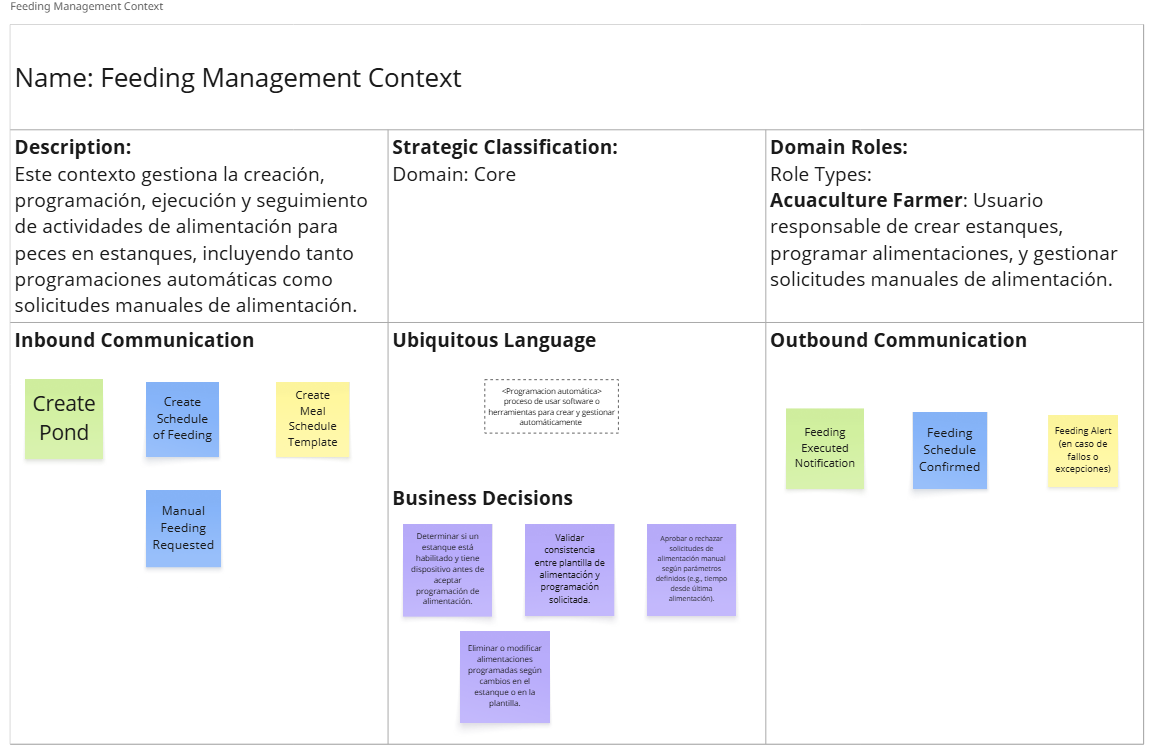 Feeding Management Context
Name: Feeding Management Context
Description:
Este contexto gestiona la creación,
programación, ejecución y seguimiento
de actividades de alimentación para
peces en estanques, incluyendo tanto
programaciones automáticas como
solicitudes manuales de alimentación.
Strategic Classification:
Domain: Core
Domain Roles:
Role Types:
Acuaculture Farmer: Usuario
responsable de crear estanques,
programar alimentaciones, y gestionar
solicitudes manuales de alimentación.
Inbound Communication
Create
Pond
Create
Schedule
of Feeding
Create
Meal
Schedule
Template
Manual
Feeding
Requested
Ubiquitous Language
<Programacion automática>
proceso de usar software o
herramientas para crear y gestionar
automáticamente
Business Decisions
Determinar si un
estanque está
habilitado y tiene
dispositivo antes de
aceptar
programación de
alimentación.
Validar
consistencia
entre plantilla de
alimentación y
programación
solicitada.
Aprobar o rechazar
solicitudes de
alimentación manual
según parámetros
definidos (e.g., tiempo
desde última
alimentación).
Eliminar o modificar
alimentaciones
programadas según
cambios en el
estanque o en la
plantilla.
Outbound Communication
Feeding
Executed
Notification
Feeding
Schedule
Confirmed
Feeding Alert
(en caso de
fallos o
excepciones)